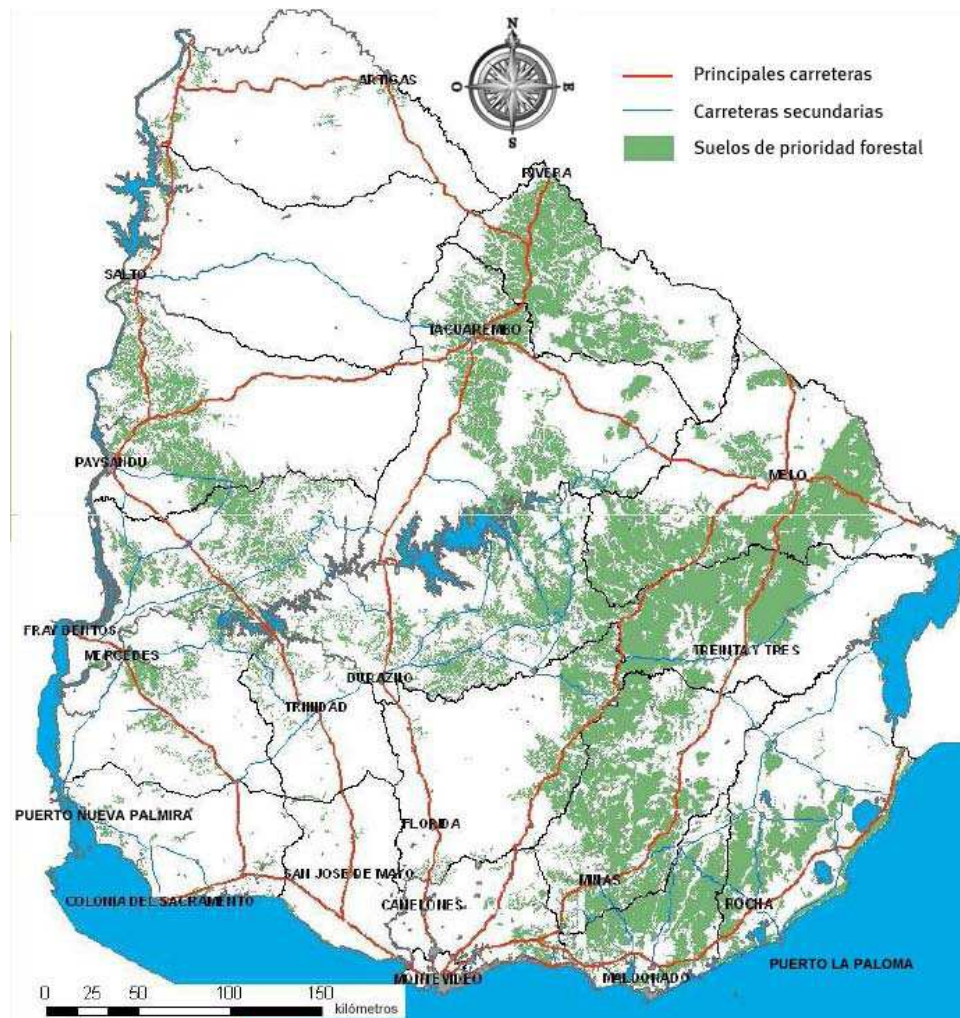 N
O
E
S
Principales carreteras
Carreteras secundarias
Suelos de prioridad forestal
ARTIGAS
RIVERA
SALTO
TACUAREMBO
PAYSANDU
MELO
FRAY BENTOS
MERCEDES
TREINTA Y TRES
DURAZNO
TRINIDAD
PUERTO NUEVA PALMIRA
FLORIDA
SAN JOSE DE MAYO
MINAS
COLONIA DEL SACRAMENTO
CANELONES
ROCHA
PUERTO LA PALOMA
MONTEVIDEO
MALDONADO
0 25 50 100 150
kilómetros